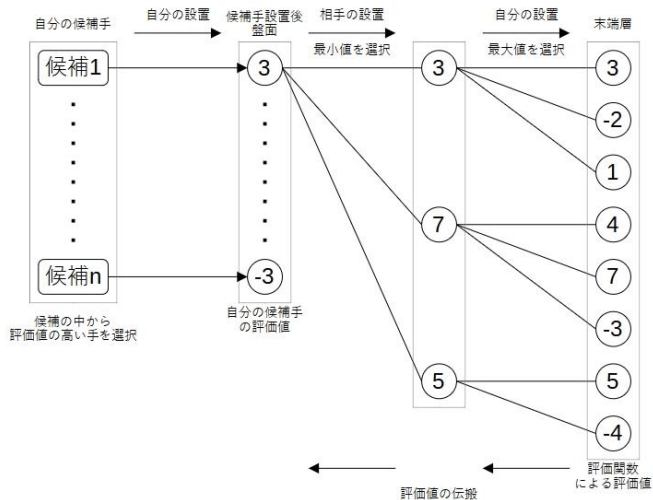 自分の候補手
自分の設置
候補手設置後
盤面
相手の設置
最小値を選択
自分の設置
最大値を選択
末端層
候補1
3
3
3
-2
1
7
4
7
-3
候補n
-3
5
5
-4
候補の中から
評価値の高い手を選択
自分の候補手
の評価値
評価値の伝搬
評価関数
による評価値